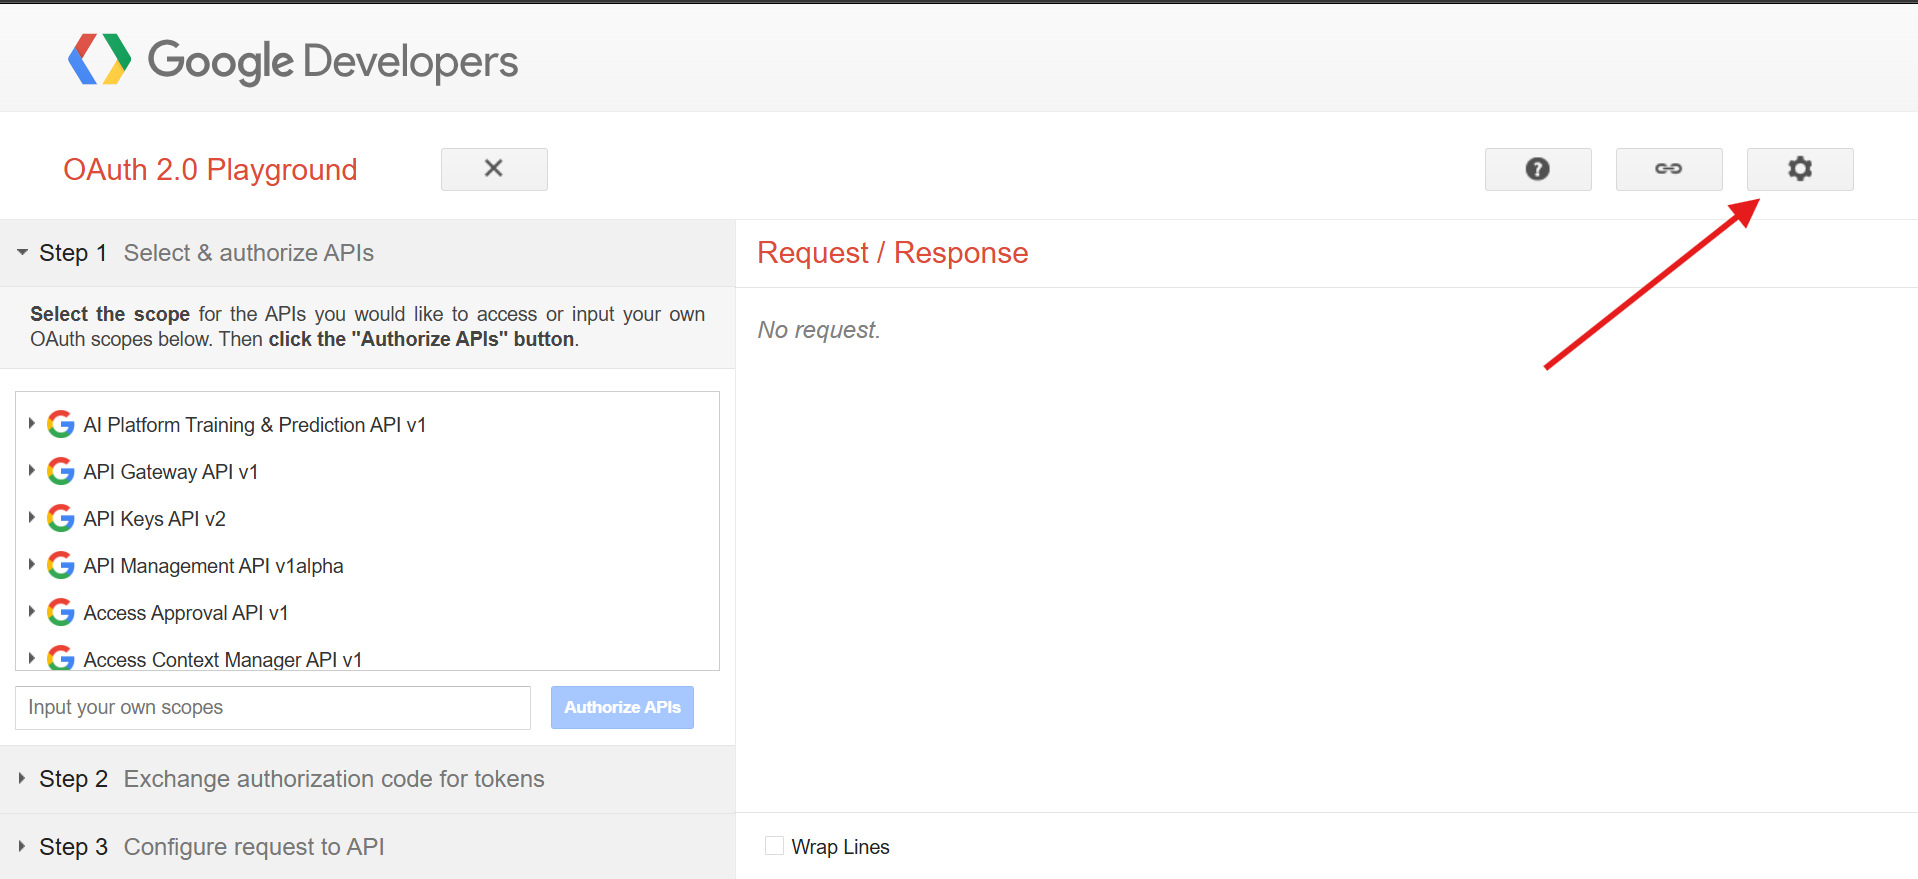 Google Developers
OAuth 2.0 Playground
Step 1 Select & authorize APIs
Select the scope for the APIs you would like to access or input your own
OAuth scopes below. Then click the "Authorize APIs" button.
AI Platform Training & Prediction API v1
API Gateway API v1
API Keys API v2
API Management API v1alpha
Access Approval API v1
Access Context Manager API v1
Input your own scopes
Authorize APIs
Step 2 Exchange authorization code for tokens
Step 3 Configure request to API
Request / Response
No request.
Wrap Lines